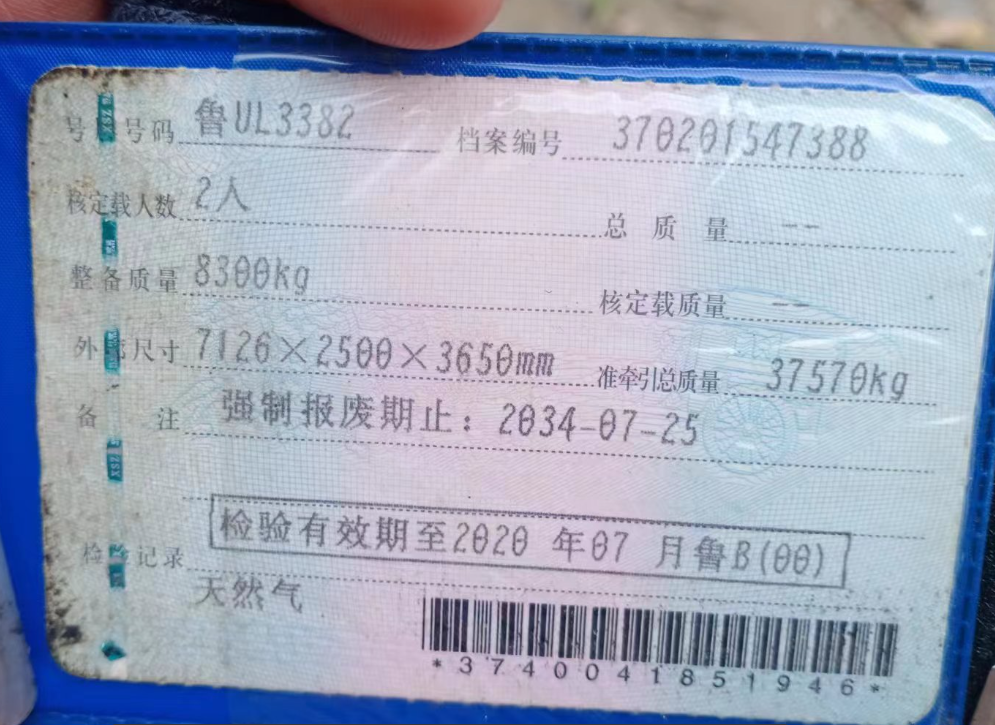 号 号码 鲁UL3382 档案编号 370201547388
核定载人数 2人 总质量 --
整备质量 8300kg 核定载质量 --
外 尺寸 7126×2500×3650mm 准牵引总质量 37570kg
备注 强制报废期止：2034-07-25
检验有效期至2020 年07 月鲁B(00)
检 记录
天然气
*3740041851946*